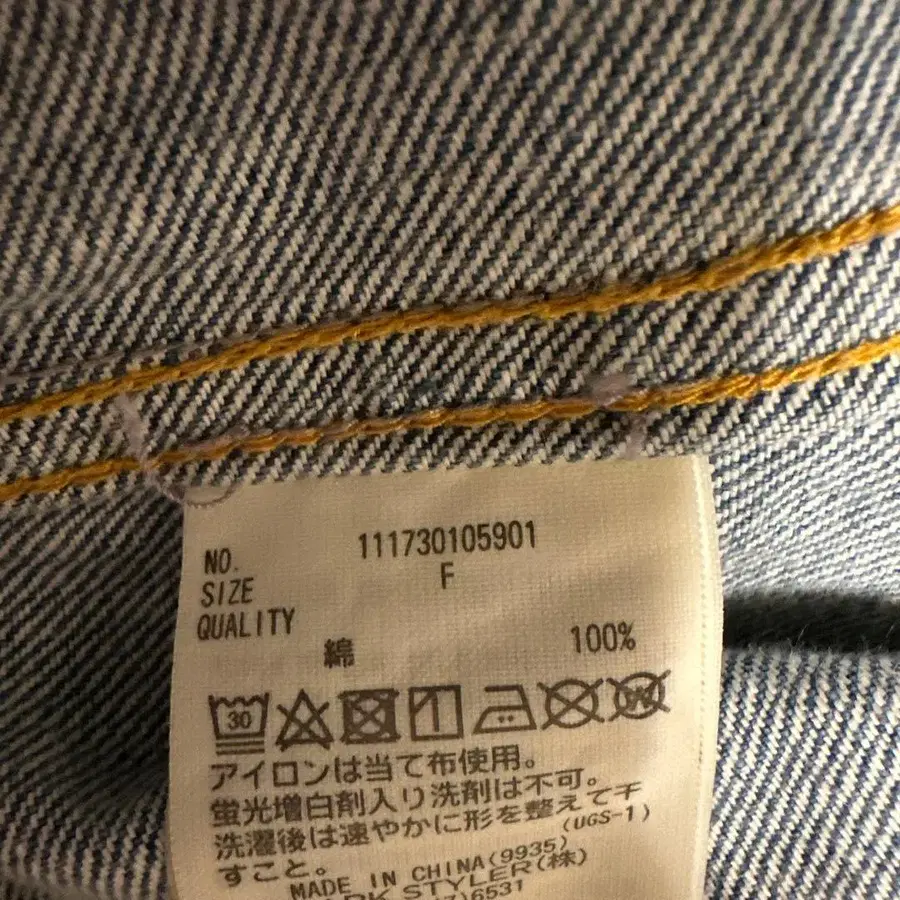 NO. 111730105901
SIZE F
QUALITY
綿 100%
30
アイロンは当て布使用。
蛍光増白剤入り洗剤は不可。
洗濯後は速やかに形を整えて干
すこと。 (UGS-1)
MADE IN CHINA(9935)
STYLER(株)
)6531